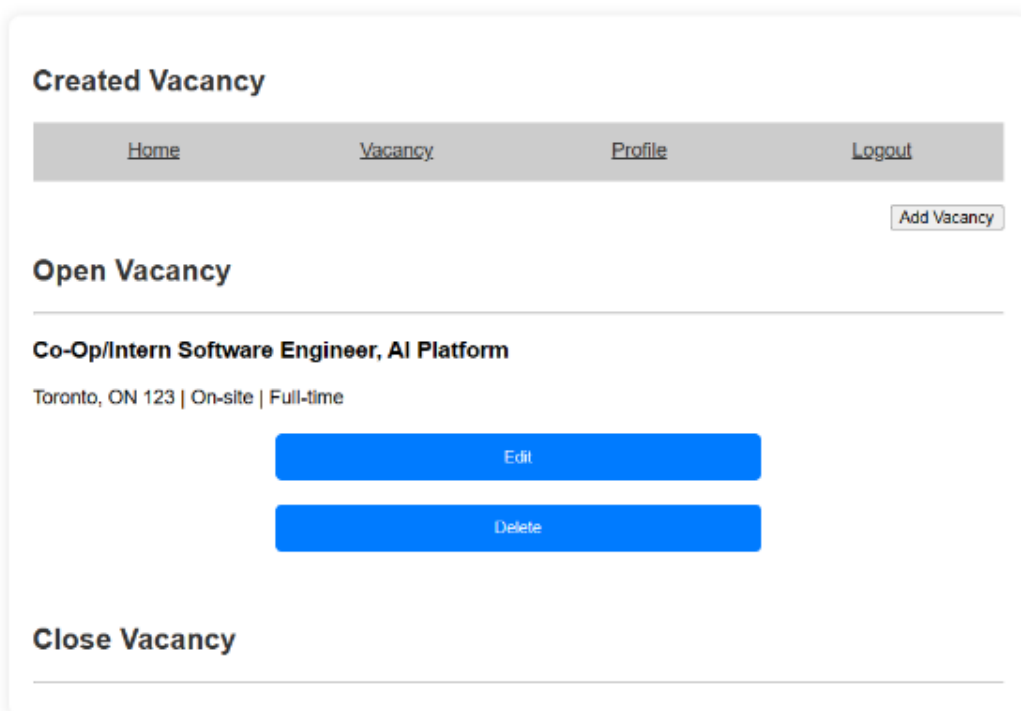 Created Vacancy
Home Vacancy Profile Logout
Add Vacancy
Open Vacancy
Co-Op/Intern Software Engineer, AI Platform
Toronto, ON 123 | On-site | Full-time
Edit
Delete
Close Vacancy